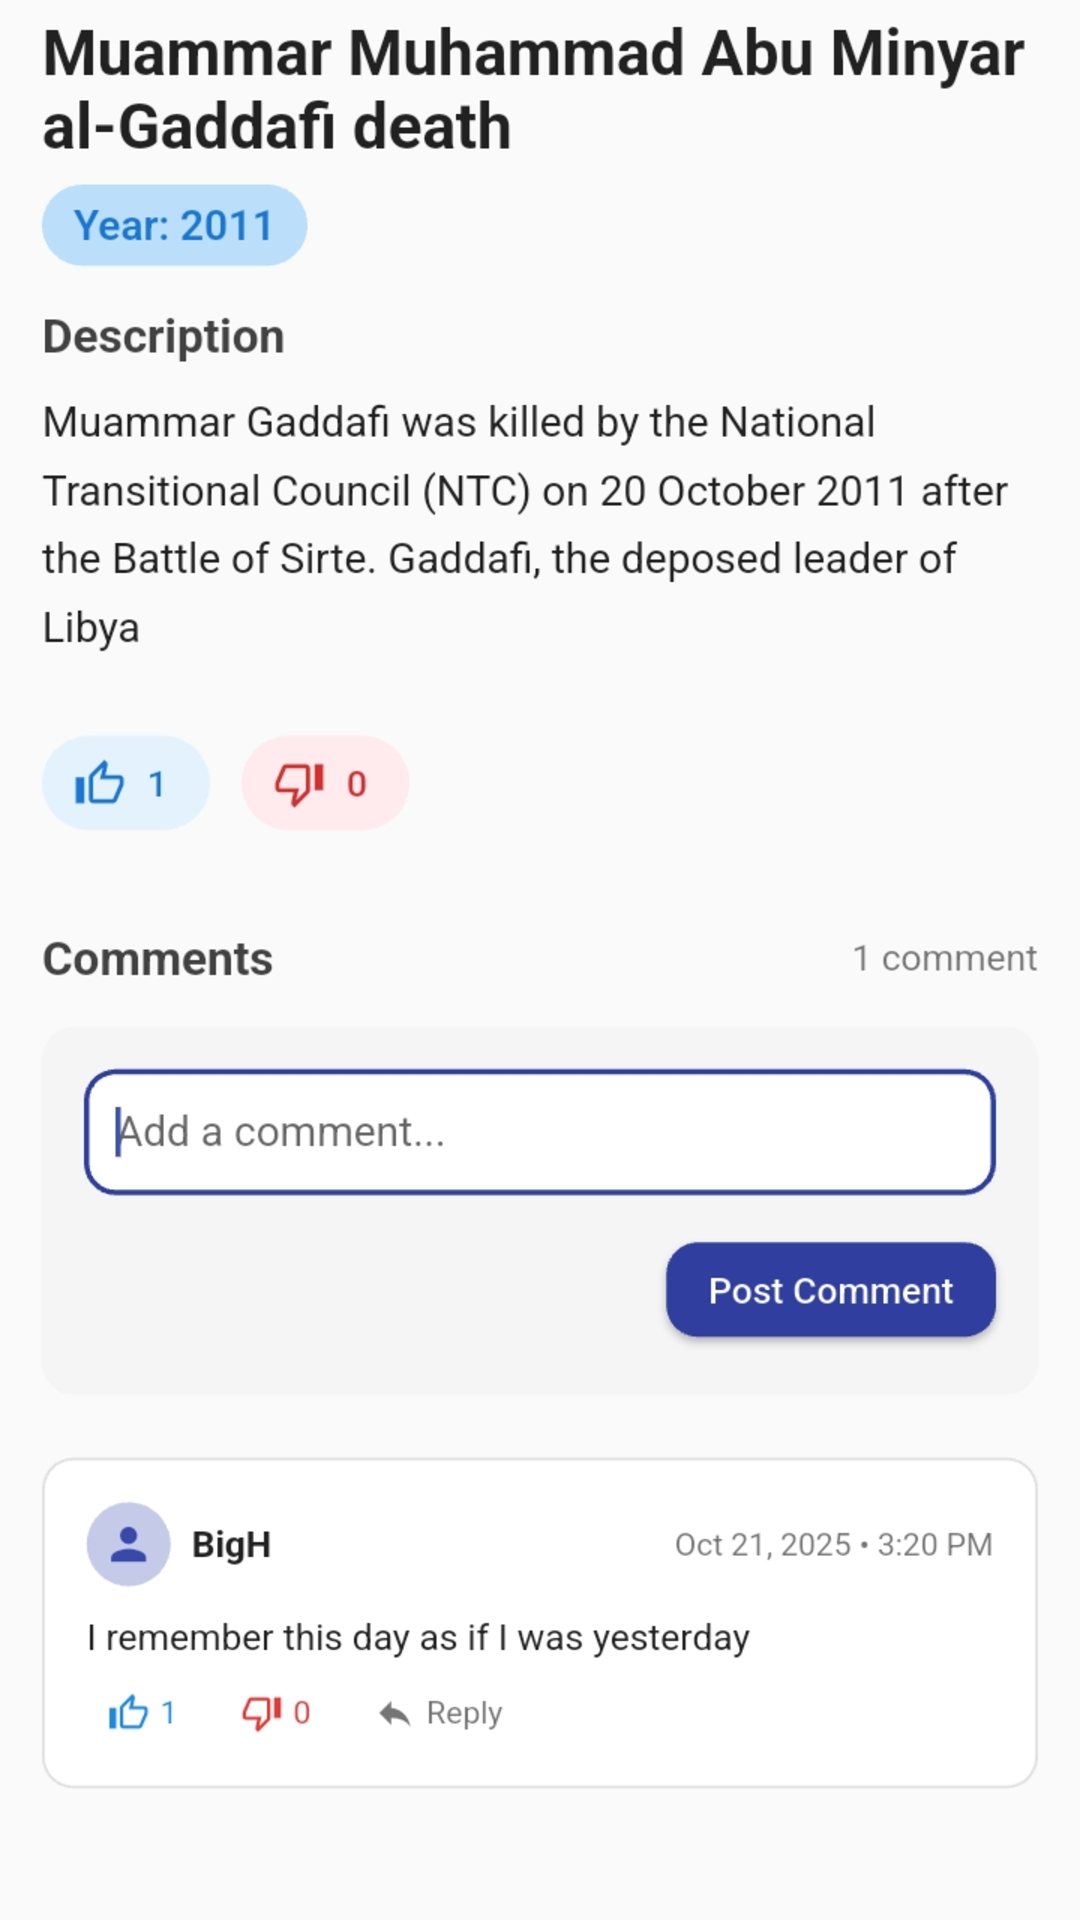 Muammar Muhammad Abu Minyar
al-Gaddafi death
Year: 2011
Description
Muammar Gaddafi was killed by the National
Transitional Council (NTC) on 20 October 2011 after
the Battle of Sirte. Gaddafi, the deposed leader of
Libya
1 0
Comments 1 comment
Add a comment...
Post Comment
BigH Oct 21, 2025 • 3:20 PM
I remember this day as if I was yesterday
1 0 Reply